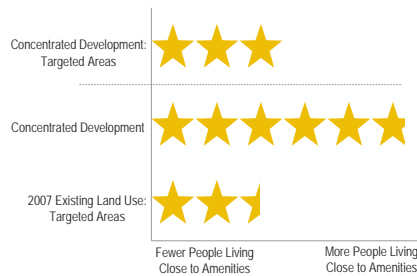 Concentrated Development:
Targeted Areas
Concentrated Development
2007 Existing Land Use:
Targeted Areas
Fewer People Living
Close to Amenities
More People Living
Close to Amenities